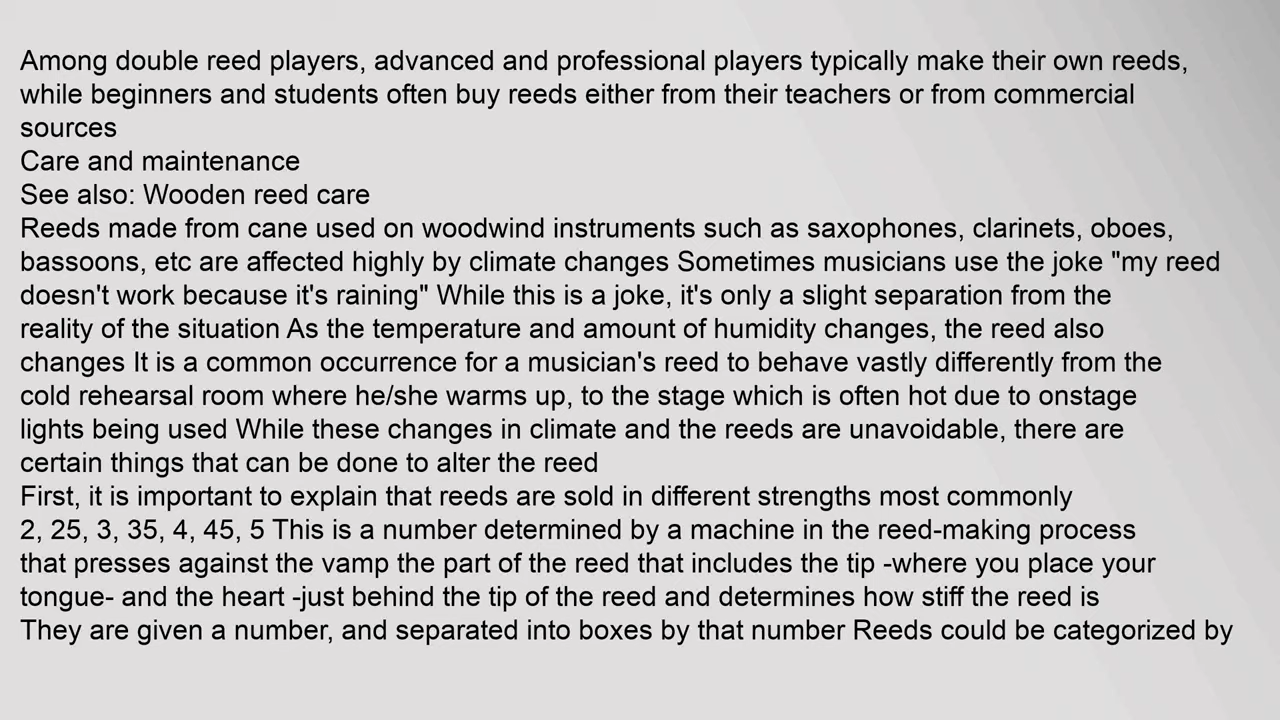 Among double reed players, advanced and professional players typically make their own reeds,
while beginners and students often buy reeds either from their teachers or from commercial
sources
Care and maintenance
See also: Wooden reed care
Reeds made from cane used on woodwind instruments such as saxophones, clarinets, oboes,
bassoons, etc are affected highly by climate changes Sometimes musicians use the joke "my reed
doesn't work because it's raining" While this is a joke, it's only a slight separation from the
reality of the situation As the temperature and amount of humidity changes, the reed also
changes It is a common occurrence for a musician's reed to behave vastly differently from the
cold rehearsal room where he/she warms up, to the stage which is often hot due to onstage
lights being used While these changes in climate and the reeds are unavoidable, there are
certain things that can be done to alter the reed
First, it is important to explain that reeds are sold in different strengths most commonly
2, 25, 3, 35, 4, 45, 5 This is a number determined by a machine in the reed-making process
that presses against the vamp the part of the reed that includes the tip -where you place your
tongue- and the heart -just behind the tip of the reed and determines how stiff the reed is
They are given a number, and separated into boxes by that number Reeds could be categorized by